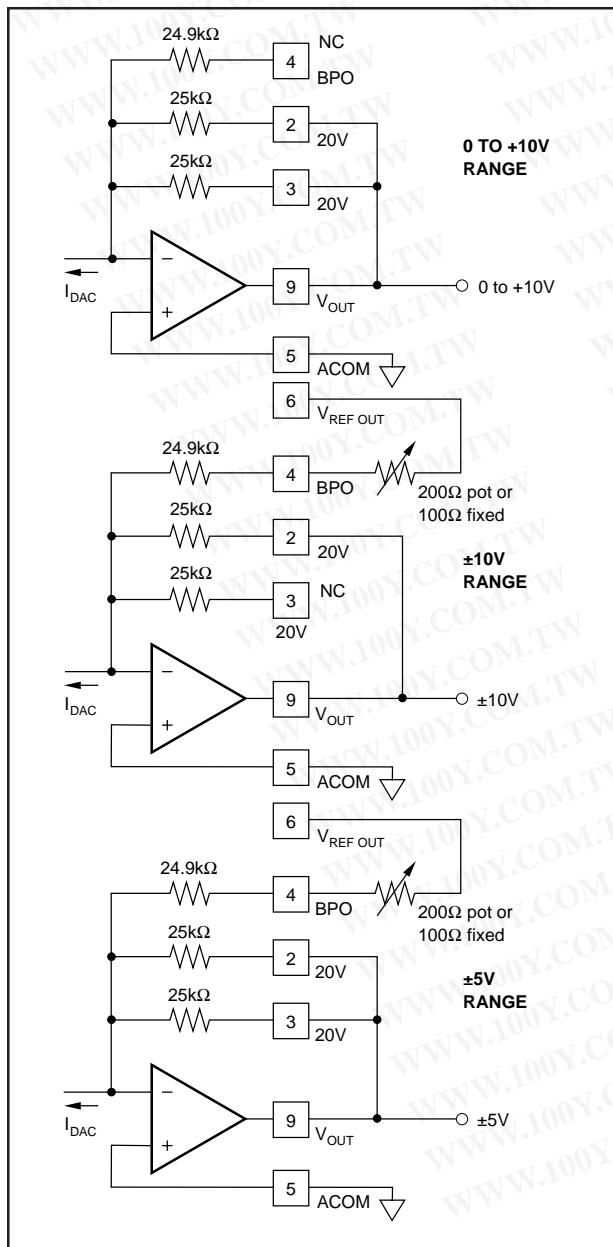 24.9kΩ
4
NC
BPO
25kΩ
2
20V
0 TO +10V
RANGE
25kΩ
3
20V
−
+
I_DAC
9
V_OUT
0 to +10V
5
ACOM
6
V_REF OUT
24.9kΩ
4
BPO
200Ω pot or
100Ω fixed
25kΩ
2
20V
±10V
RANGE
25kΩ
3
NC
20V
−
+
I_DAC
9
V_OUT
±10V
5
ACOM
6
V_REF OUT
24.9kΩ
4
BPO
200Ω pot or
100Ω fixed
25kΩ
2
20V
±5V
RANGE
25kΩ
3
20V
−
+
I_DAC
9
V_OUT
±5V
5
ACOM
WWW.100Y.COM.TW